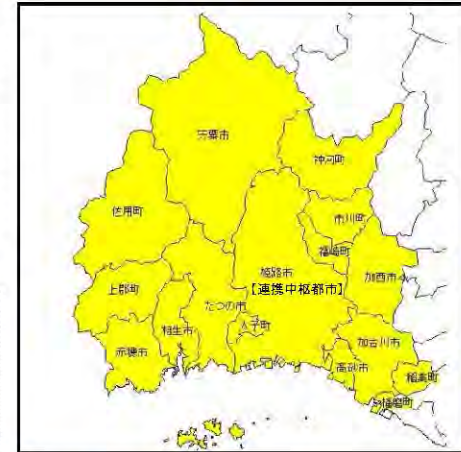 宍粟市
神河町
佐用町
市川町
福崎町
姫路市
加西市
【連携中枢都市】
上郡町
たつの市
相生市
太子町
赤穂市
加古川市
高砂市
稲美町
播磨町